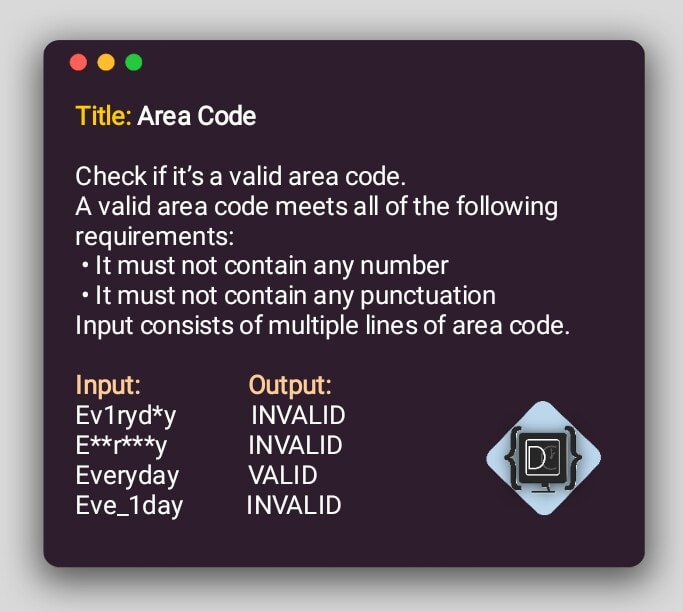 Title: Area Code
Check if it’s a valid area code.
A valid area code meets all of the following
requirements:
• It must not contain any number
• It must not contain any punctuation
Input consists of multiple lines of area code.
Input: Output:
Ev1ryd*y INVALID
E**r***y INVALID
Everyday VALID
Eve_1day INVALID
{DC}